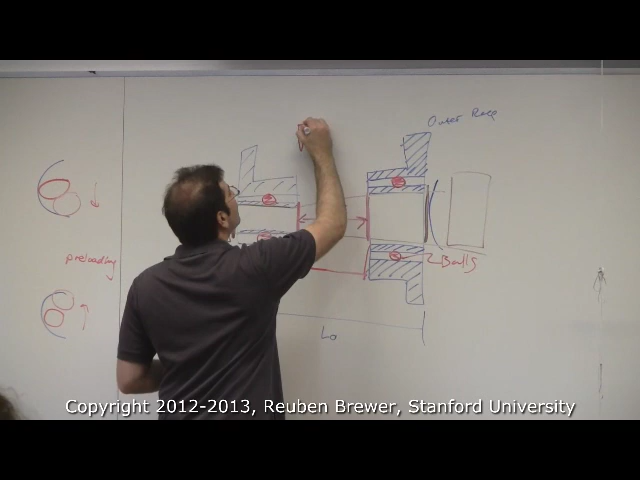 Outer Race
preloading
Balls
Lo
Copyright 2012-2013, Reuben Brewer, Stanford University